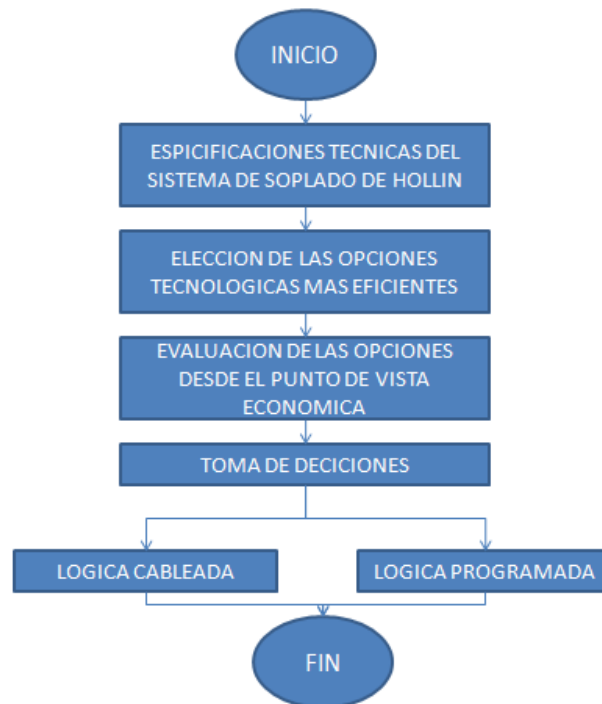 INICIO
ESPICIFICACIONES TECNICAS DEL
SISTEMA DE SOPLADO DE HOLLIN
ELECCION DE LAS OPCIONES
TECNOLOGICAS MAS EFICIENTES
EVALUACION DE LAS OPCIONES
DESDE EL PUNTO DE VISTA
ECONOMICA
TOMA DE DECICIONES
LOGICA CABLEADA
LOGICA PROGRAMADA
FIN